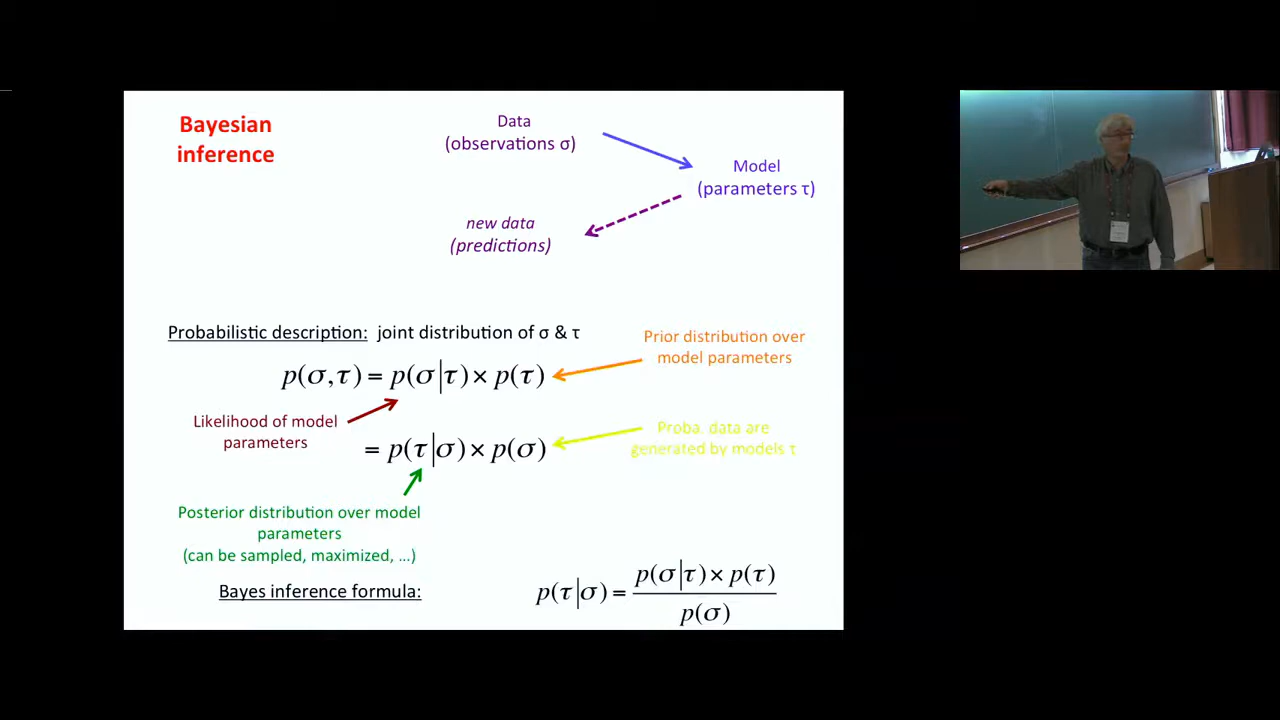 Bayesian
inference
Data
(observations σ)
Model
(parameters τ)
new data
(predictions)
Probabilistic description: joint distribution of σ & τ
Prior distribution over
model parameters
p(σ,τ) = p(σ|τ) × p(τ)
Likelihood of model
parameters
Proba. data are
generated by models τ
= p(τ|σ) × p(σ)
Posterior distribution over model
parameters
(can be sampled, maximized, ...)
Bayes inference formula:
p(τ|σ) = p(σ|τ) × p(τ)
p(σ)